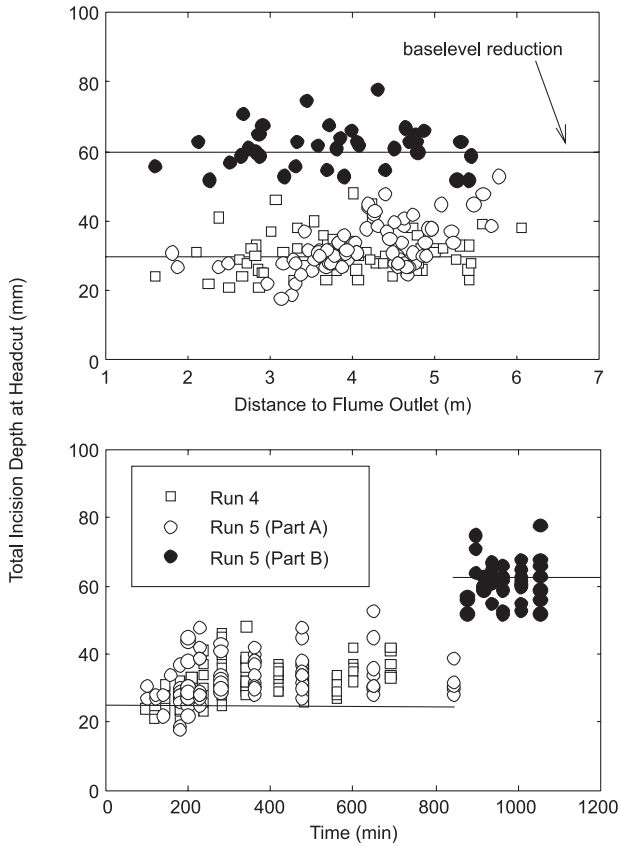 100
80
60
40
20
0
baselevel reduction
1 2 3 4 5 6 7
Distance to Flume Outlet (m)
Total Incision Depth at Headcut (mm)
100
80
60
40
20
0
Run 4
Run 5 (Part A)
Run 5 (Part B)
0 200 400 600 800 1000 1200
Time (min)